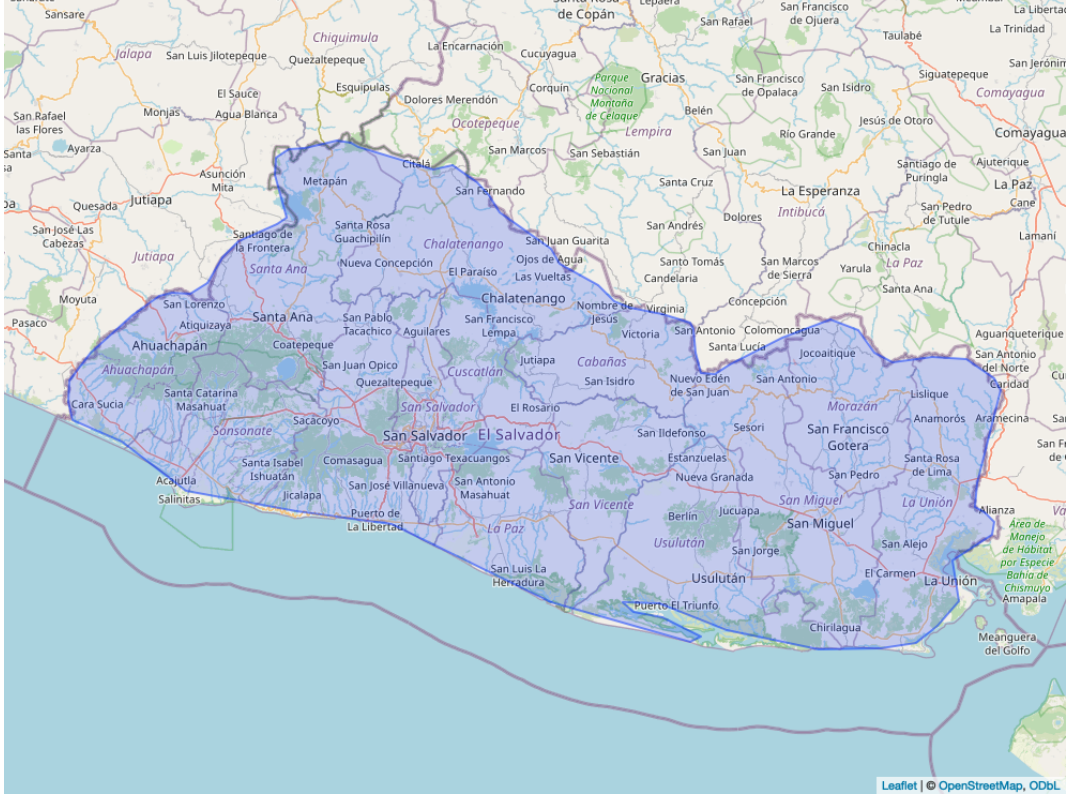 Sansare
Jalapa
San Luis Jilotepeque
Chiquimula
Quezaltepeque
La Encarnación
Cucuyagua
de Copán
Lepaera
San Rafael
San Francisco
de Ojuera
Taulabé
La Libertad
La Trinidad
San Jerónim
El Sauce
Agua Blanca
Monjas
San Rafael
las Flores
Ayarza
Esquipulas
Dolores Merendón
Ocotepeque
Corquín
Parque
Nacional
Montaña
de Celaque
Gracias
Belén
Lempira
San Francisco
de Opalaca
San Isidro
Siguatepeque
Comayagua
Jesús de Otoro
Río Grande
Comayagua
San Marcos
San Sebastián
San Juan
Santa
Asunción
Mita
Jutiapa
Quesada
San José Las
Cabezas
Jutiapa
Moyuta
Pasaco
Santa Cruz
La Esperanza
Intibucá
Santiago de
Puringla
Ajuterique
La Paz
Cane
San Pedro
de Tutule
Lamaní
Dolores
San Andrés
Chinacla
La Paz
Santo Tomás
Candelaria
San Marcos
de Sierra
Yarula
Santa Ana
Concepción
Virginia
Citalá
Metapán
San Fernando
Santiago de
la Frontera
Santa Rosa
Guachipilín
Chalatenango
San Juan Guarita
Ojos de Agua
Las Vueltas
Santa Ana
Nueva Concepción
El Paraíso
Chalatenango
Nombre de
Jesús
San Lorenzo
Atiquizaya
Santa Ana
San Pablo
Tacachico
Aguilares
San Francisco
Lempa
Victoria
San Antonio
Santa Lucía
Colomoncagua
Aguanqueterique
San Antonio
del Norte
Ahuachapán
Coatepeque
San Juan Opico
Jutiapa
Cabañas
Jocoaitique
Caridad
Ahuachapán
Cuscatlán
Quezaltepeque
San Isidro
Nuevo Edén
de San Juan
San Antonio
Lislique
Cara Sucia
Santa Catarina
Masahuat
San Salvador
El Rosario
Morazán
Anamorós
Aramecina
Sonsonate
Sacacoyo
San Salvador
El Salvador
San Ildefonso
Sesori
San Francisco
Gotera
Santa Isabel
Ishuatán
Comasagua
Santiago Texacuangos
San Vicente
Estanzuelas
Nueva Granada
San Pedro
Santa Rosa
de Lima
Acajutla
Salinitas
Jicalapa
San José Villanueva
San Antonio
Masahuat
San Vicente
San Miguel
La Unión
Alianza
Puerto de
La Libertad
La Paz
Berlín
Jucuapa
San Miguel
Usulután
San Jorge
San Alejo
Área de
Manejo
de Hábitat
por Especie
Bahía de
Chismuyo
San Luis La
Herradura
Usulután
El Carmen
La Unión
Amapala
Puerto El Triunfo
Chirilagua
Meanguera
del Golfo
Leaflet | © OpenStreetMap, ODbL